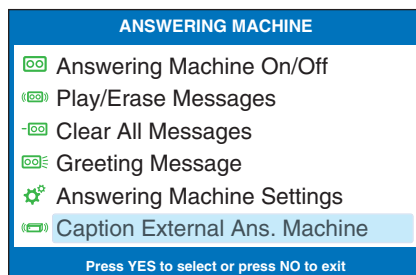 ANSWERING MACHINE
Answering Machine On/Off
Play/Erase Messages
Clear All Messages
Greeting Message
Answering Machine Settings
Caption External Ans. Machine
Press YES to select or press NO to exit